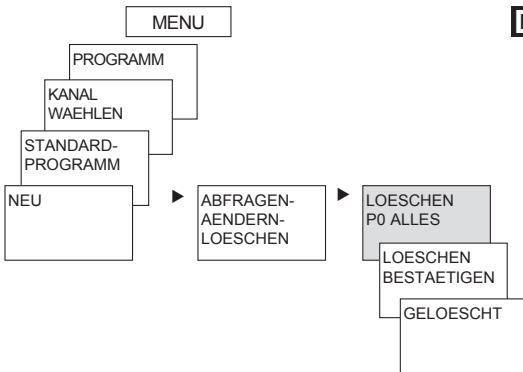 MENU
PROGRAMM
KANAL
WAEHLEN
STANDARD-
PROGRAMM
NEU
ABFRAGEN-
AENDERN-
LOESCHEN
LOESCHEN
P0 ALLES
LOESCHEN
BESTAETIGEN
GELOESCHT